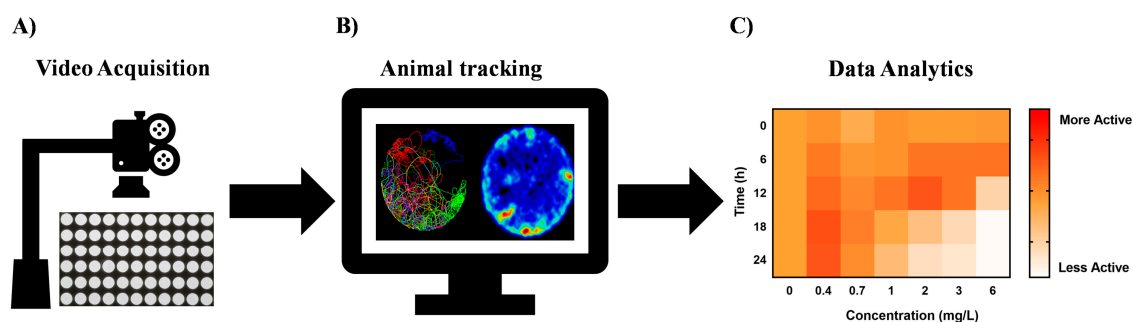 A)
Video Acquisition
B)
Animal tracking
C)
Data Analytics
0
6
12
18
24
Time (h)
0 0.4 0.7 1 2 3 6
Concentration (mg/L)
More Active
Less Active